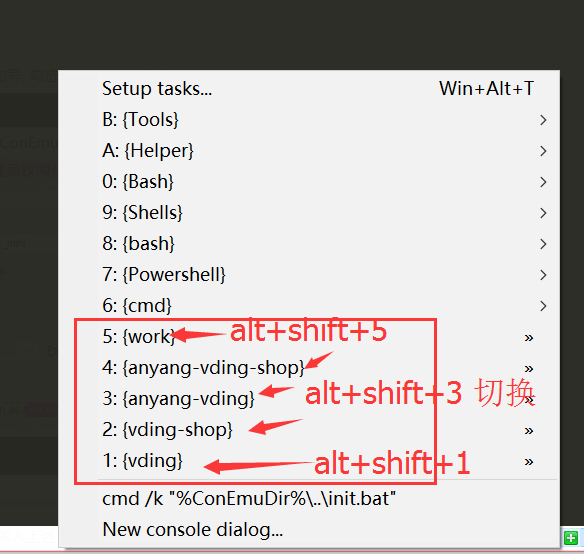 Setup tasks... Win+Alt+T
B: {Tools}
A: {Helper}
0: {Bash}
9: {Shells}
8: {bash}
7: {Powershell}
6: {cmd}
5: {work} alt+shift+5 »
4: {anyang-vding-shop} »
3: {anyang-vding} alt+shift+3 切换 »
2: {vding-shop} »
1: {vding} alt+shift+1 »
cmd /k "%ConEmuDir%\..\init.bat"
New console dialog...